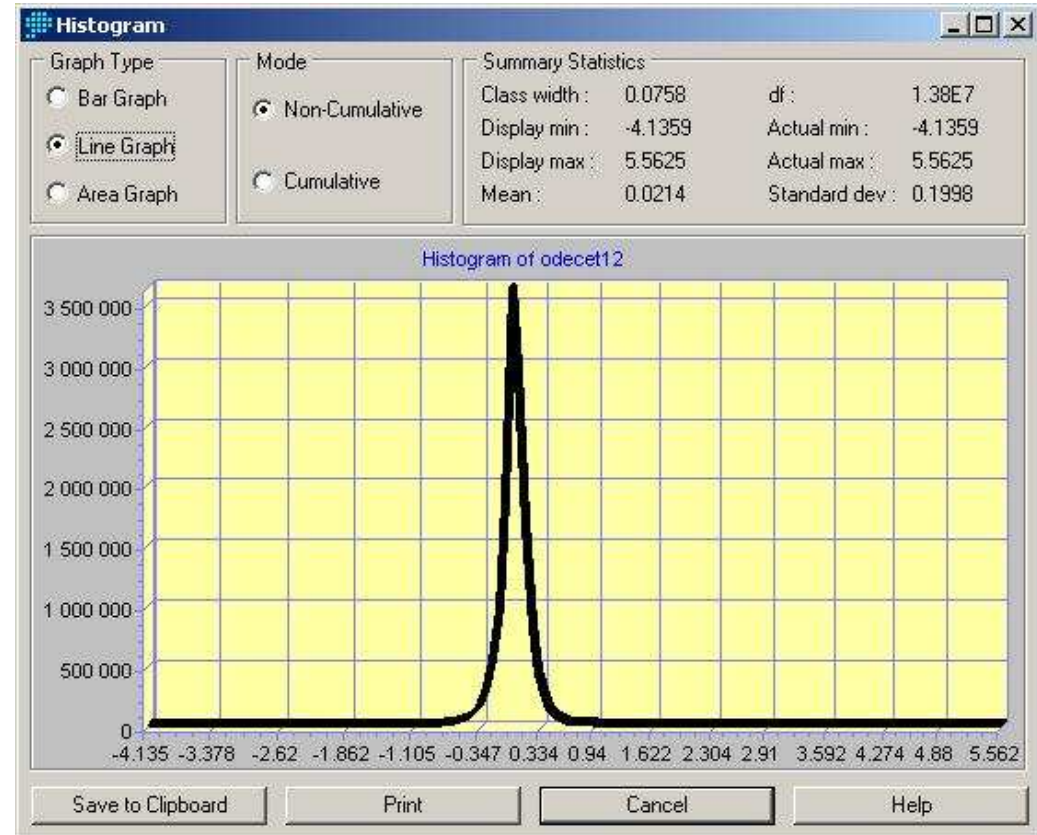 Histogram
Graph Type
Bar Graph
Line Graph
Area Graph
Mode
Non-Cumulative
Cumulative
Summary Statistics
Class width : 0.0758 df : 1.38E7
Display min : -4.1359 Actual min : -4.1359
Display max : 5.5625 Actual max : 5.5625
Mean : 0.0214 Standard dev : 0.1998
Histogram of odecet12
3 500 000
3 000 000
2 500 000
2 000 000
1 500 000
1 000 000
500 000
0
-4.135 -3.378 -2.62 -1.862 -1.105 -0.347 0.334 0.94 1.622 2.304 2.91 3.592 4.274 4.88 5.562
Save to Clipboard Print Cancel Help